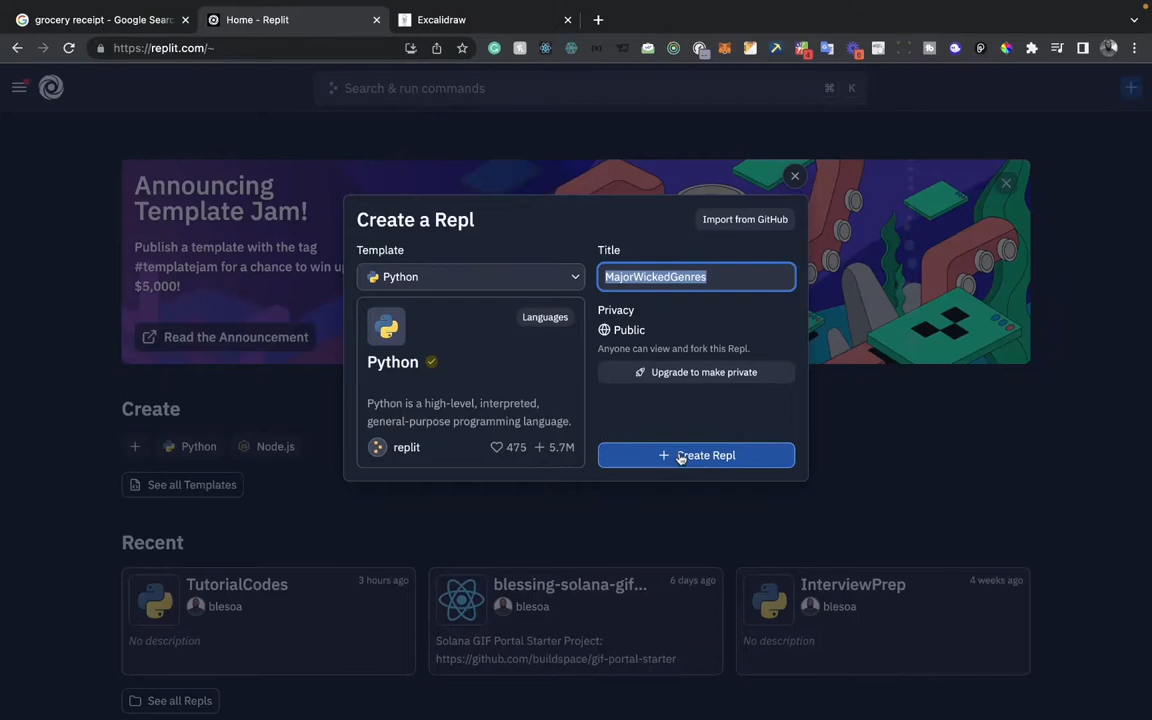 grocery receipt - Google Searc
Home - Replit
Excalidraw
https://replit.com/~
4
6
Search & run commands
⌘ K
Announcing
Template Jam!
Publish a template with the tag
#templatejam for a chance to win up
$5,000!
Read the Announcement
Create a Repl
Import from GitHub
Template
Python
Languages
Python
Python is a high-level, interpreted,
general-purpose programming language.
replit
475
5.7M
Title
MajorWickedGenres
Privacy
Public
Anyone can view and fork this Repl.
Upgrade to make private
+ Create Repl
Create
+ Python Node.js
See all Templates
Recent
TutorialCodes
3 hours ago
blesoa
No description
blessing-solana-gif...
6 days ago
blesoa
Solana GIF Portal Starter Project:
https://github.com/buildspace/gif-portal-starter
InterviewPrep
4 weeks ago
blesoa
No description
See all Repls